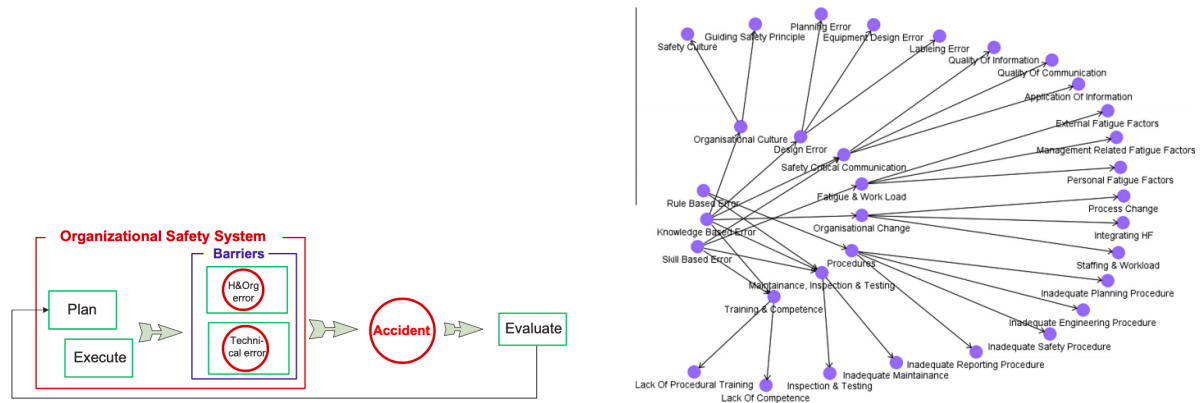 Organizational Safety System
Barriers
Plan
Execute
H&Org
error
Techni-
cal error
Accident
Evaluate
Planning Error
Guiding Safety Principle
Equipment Design Error
Safety Culture
Labieing Error
Quality Of Information
Quality Of Communication
Application Of Information
External Fatigue Factors
Organisational Culture
Design Error
Management Related Fatigue Factors
Safety Critical Communication
Personal Fatigue Factors
Fatigue & Work Load
Rule Based Error
Process Change
Organisational Change
Knowledge Based Error
Integrating HF
Skill Based Error
Procedures
Staffing & Workload
Maintainance, Inspection & Testing
Inadequate Planning Procedure
Training & Competence
Inadequate Engineering Procedure
Inadequate Safety Procedure
Inadequate Reporting Procedure
Inadequate Maintainance
Lack Of Procedural Training
Inspection & Testing
Lack Of Competence